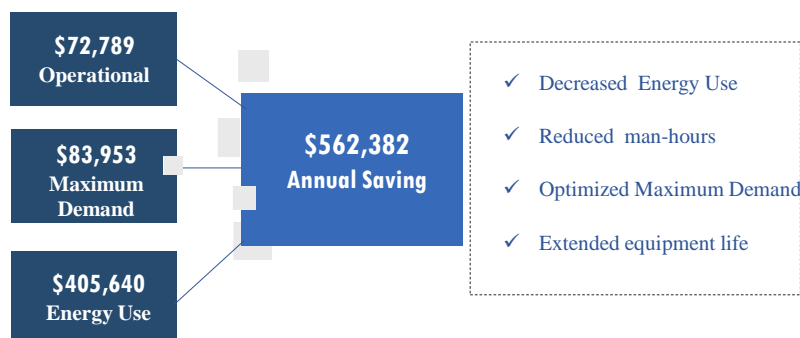 $72,789
Operational
$83,953
Maximum
Demand
$405,640
Energy Use
$562,382
Annual Saving
✓ Decreased Energy Use
✓ Reduced man-hours
✓ Optimized Maximum Demand
✓ Extended equipment life